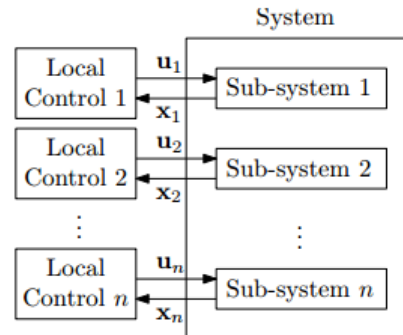 System
Local
Control 1
u₁
x₁
Sub-system 1
Local
Control 2
u₂
x₂
Sub-system 2
⋮
⋮
Local
Control n
uₙ
xₙ
Sub-system n